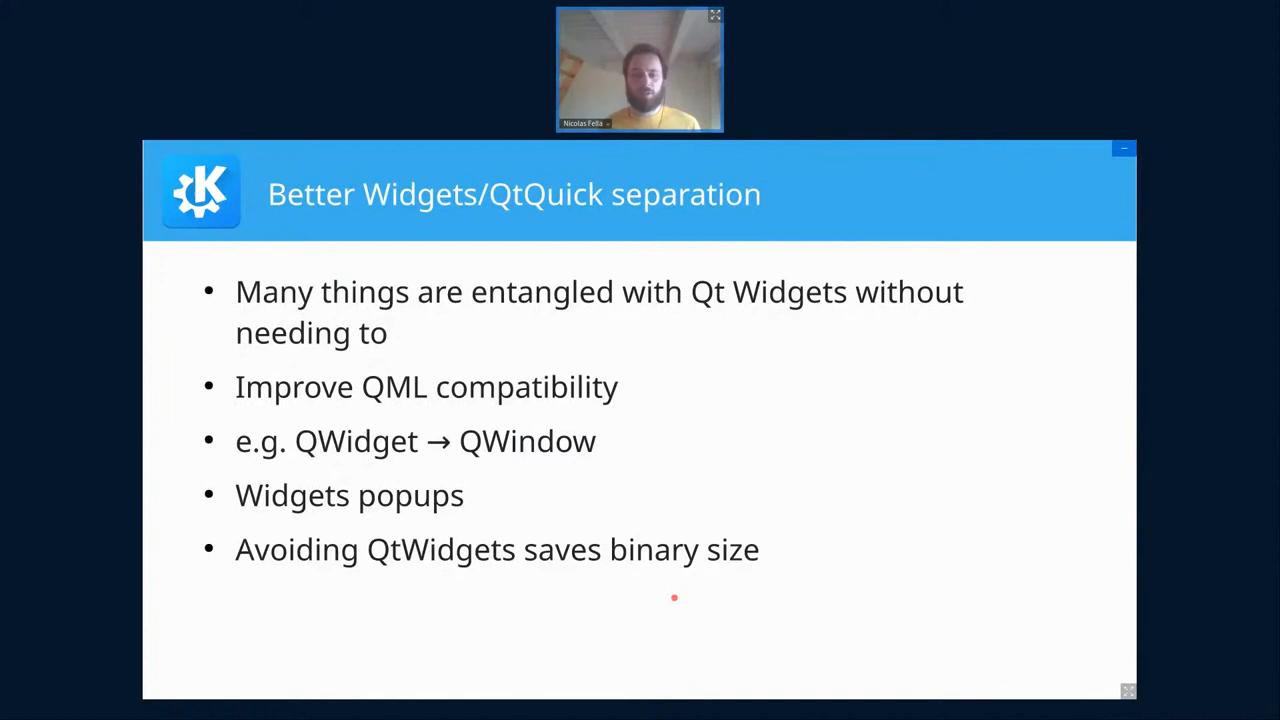 Nicolas Fella
Better Widgets/QtQuick separation
• Many things are entangled with Qt Widgets without
needing to
• Improve QML compatibility
• e.g. QWidget → QWindow
• Widgets popups
• Avoiding QtWidgets saves binary size